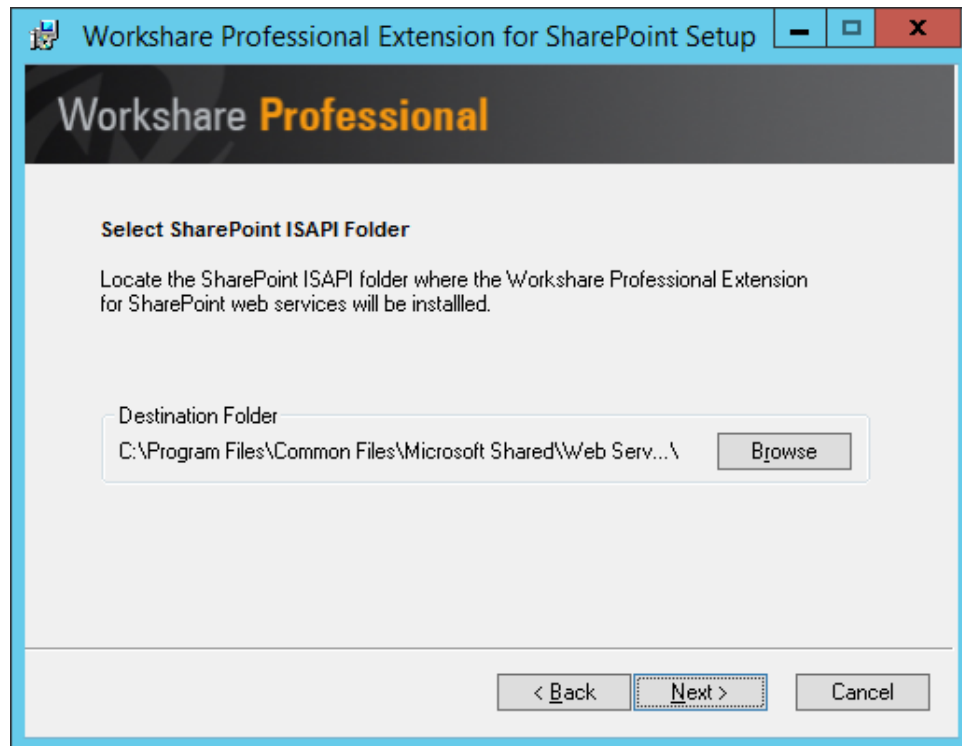 Workshare Professional Extension for SharePoint Setup
Workshare Professional
Select SharePoint ISAPI Folder
Locate the SharePoint ISAPI folder where the Workshare Professional Extension
for SharePoint web services will be installled.
Destination Folder
C:\Program Files\Common Files\Microsoft Shared\Web Serv...\
Browse
< Back
Next >
Cancel